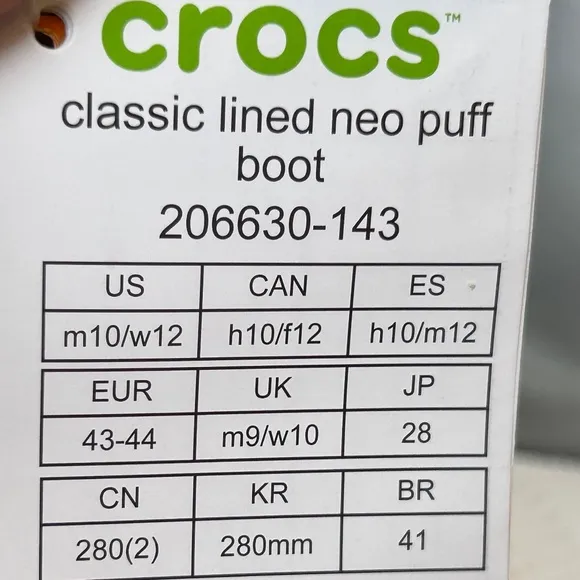 crocs™
classic lined neo puff
boot
206630-143
US CAN ES
m10/w12 h10/f12 h10/m12
EUR UK JP
43-44 m9/w10 28
CN KR BR
280(2) 280mm 41